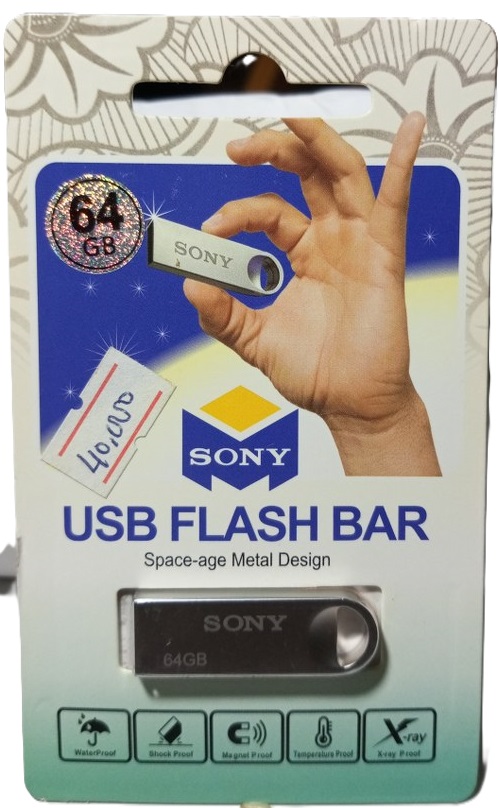 64
GB
SONY
40,000
SONY
USB FLASH BAR
Space-age Metal Design
SONY
64GB
WaterProof
Shock Proof
Magnet Proof
Temperature Proof
X-ray
X-ray Proof